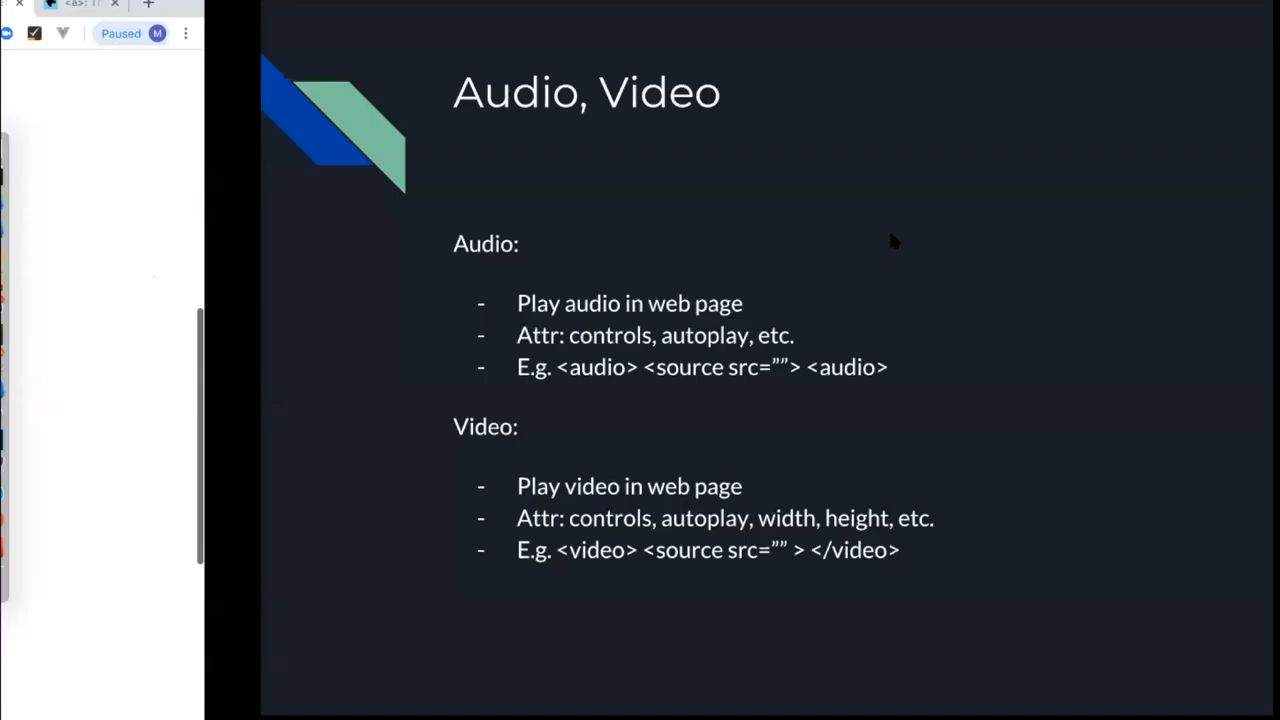 <a>: Th
Paused M
Audio, Video
Audio:
- Play audio in web page
- Attr: controls, autoplay, etc.
- E.g. <audio> <source src=””> <audio>
Video:
- Play video in web page
- Attr: controls, autoplay, width, height, etc.
- E.g. <video> <source src=”” > </video>